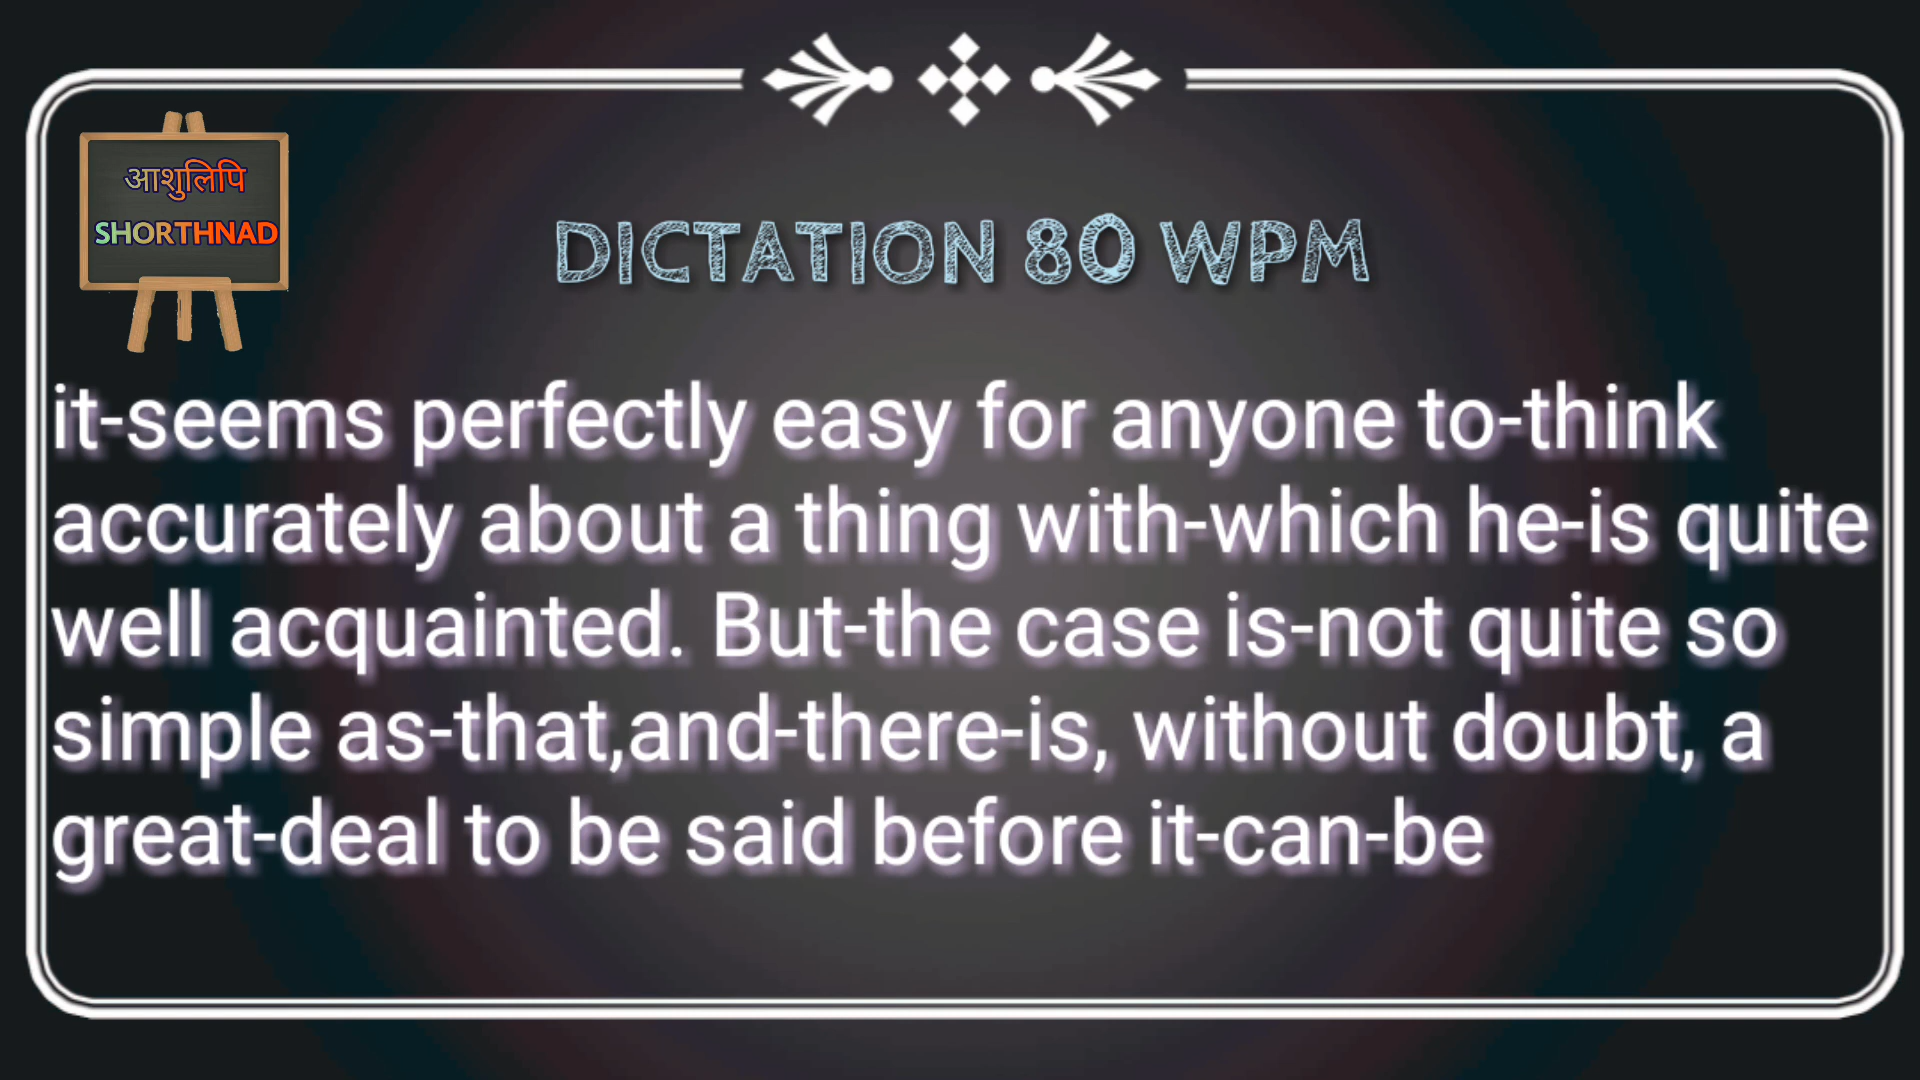 आशुलिपि
SHORTHNAD
DICTATION 80 WPM
it-seems perfectly easy for anyone to-think
accurately about a thing with-which he-is quite
well acquainted. But-the case is-not quite so
simple as-that,and-there-is, without doubt, a
great-deal to be said before it-can-be